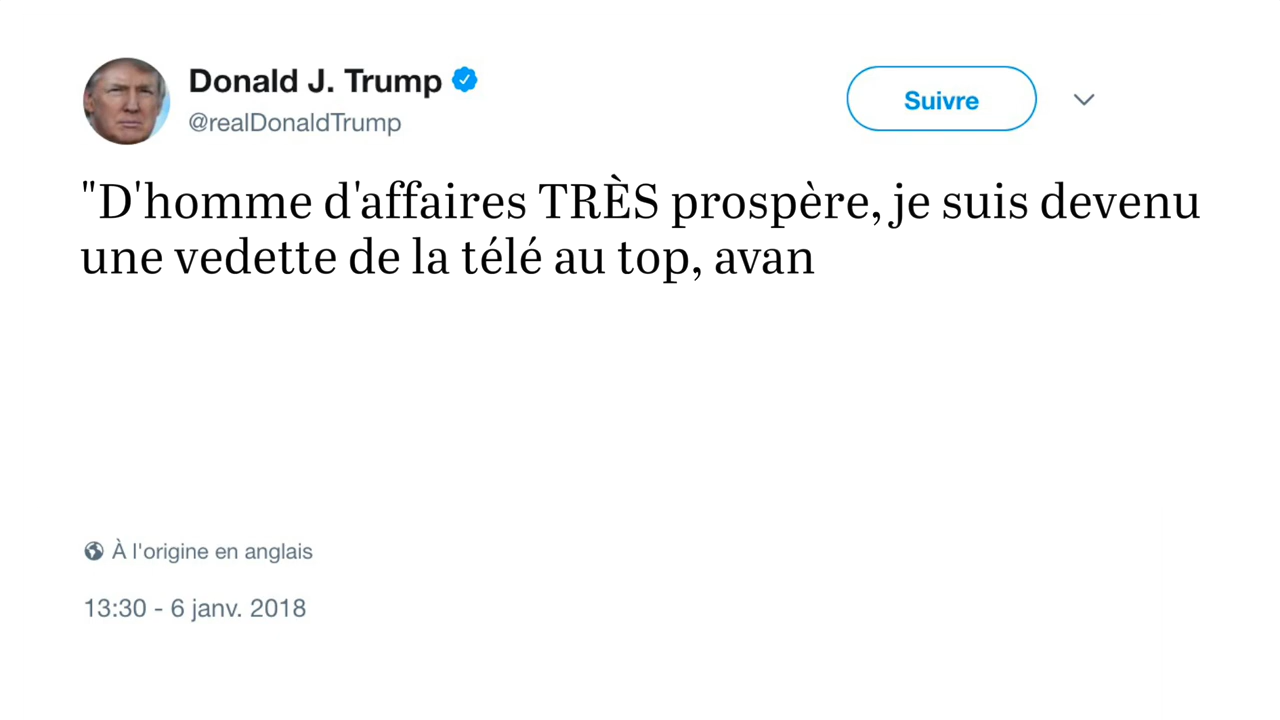 Donald J. Trump
@realDonaldTrump
Suivre
"D'homme d'affaires TRÈS prospère, je suis devenu
une vedette de la télé au top, avan
À l'origine en anglais
13:30 - 6 janv. 2018